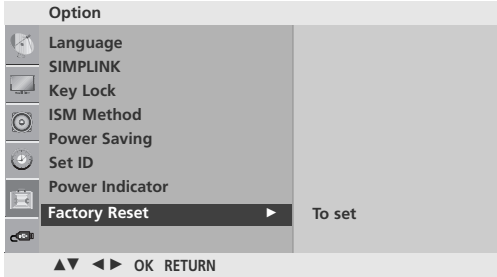 Option
Language
SIMPLINK
Key Lock
ISM Method
Power Saving
Set ID
Power Indicator
Factory Reset ► To set
▲▼ ◄ ► OK RETURN